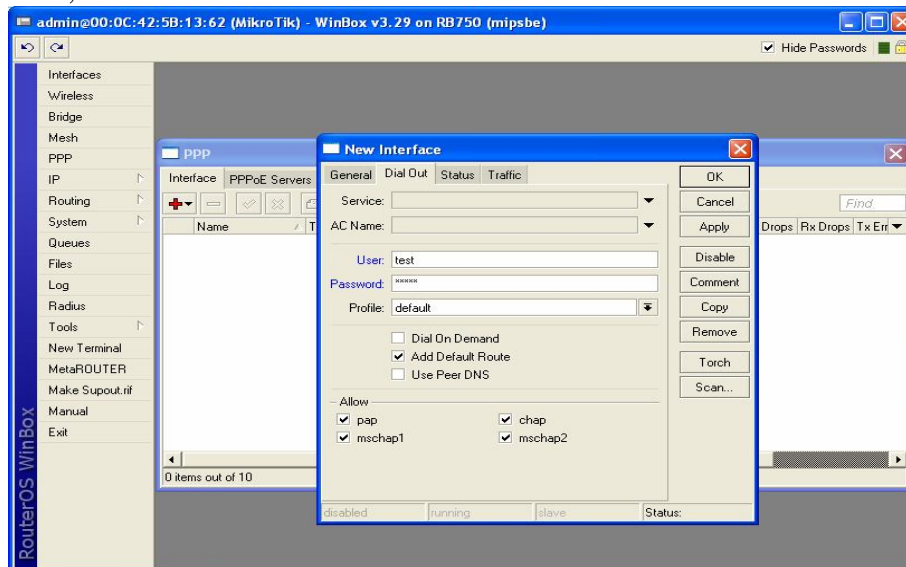 admin@00:0C:42:5B:13:62 (MikroTik) - WinBox v3.29 on RB750 (mipsbe)
Hide Passwords
Interfaces
Wireless
Bridge
Mesh
PPP
IP
Routing
System
Queues
Files
Log
Radius
Tools
New Terminal
MetaROUTER
Make Supout.rif
Manual
Exit
RouterOS WinBox
PPP
Interface PPPoE Servers
Find
Name T Drops Rx Drops Tx Err
0 items out of 10
New Interface
General Dial Out Status Traffic
Service:
AC Name:
User: test
Password: *****
Profile: default
Dial On Demand
Add Default Route
Use Peer DNS
Allow
pap chap
mschap1 mschap2
OK
Cancel
Apply
Disable
Comment
Copy
Remove
Torch
Scan...
disabled running slave Status: